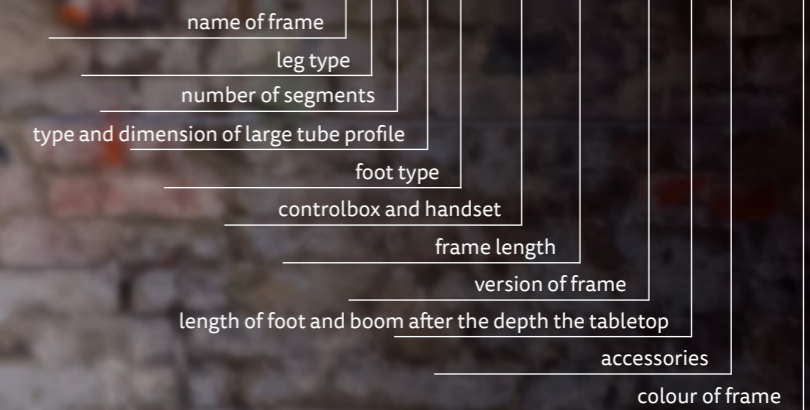 name of frame
leg type
number of segments
type and dimension of large tube profile
foot type
controlbox and handset
frame length
version of frame
length of foot and boom after the depth the tabletop
accessories
colour of frame